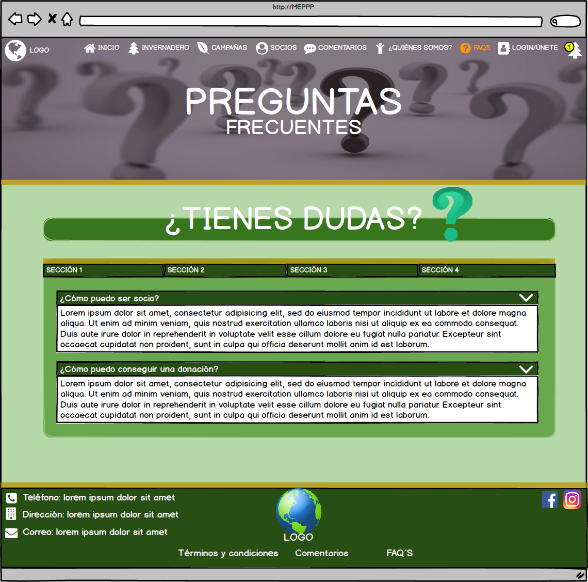 http://MEPPP
LOGO
INICIO
INVERNADERO
CAMPAÑAS
SOCIOS
COMENTARIOS
¿QUIÉNES SOMOS?
FAQS
LOGIN/ÚNETE
1
PREGUNTAS
FRECUENTES
¿TIENES DUDAS?
SECCIÓN 1
SECCIÓN 2
SECCIÓN 3
SECCIÓN 4
¿Cómo puedo ser socio?
Lorem ipsum dolor sit amet, consectetur adipisicing elit, sed do eiusmod tempor incididunt ut labore et dolore magna
aliqua. Ut enim ad minim veniam, quis nostrud exercitation ullamco laboris nisi ut aliquip ex ea commodo consequat.
Duis aute irure dolor in reprehenderit in voluptate velit esse cillum dolore eu fugiat nulla pariatur. Excepteur sint
occaecat cupidatat non proident, sunt in culpa qui officia deserunt mollit anim id est laborum.
¿Cómo puedo conseguir una donación?
Lorem ipsum dolor sit amet, consectetur adipisicing elit, sed do eiusmod tempor incididunt ut labore et dolore magna
aliqua. Ut enim ad minim veniam, quis nostrud exercitation ullamco laboris nisi ut aliquip ex ea commodo consequat.
Duis aute irure dolor in reprehenderit in voluptate velit esse cillum dolore eu fugiat nulla pariatur. Excepteur sint
occaecat cupidatat non proident, sunt in culpa qui officia deserunt mollit anim id est laborum.
Teléfono: lorem ipsum dolor sit amet
Dirección: lorem ipsum dolor sit amet
Correo: lorem ipsum dolor sit amet
LOGO
Términos y condiciones
Comentarios
FAQ'S